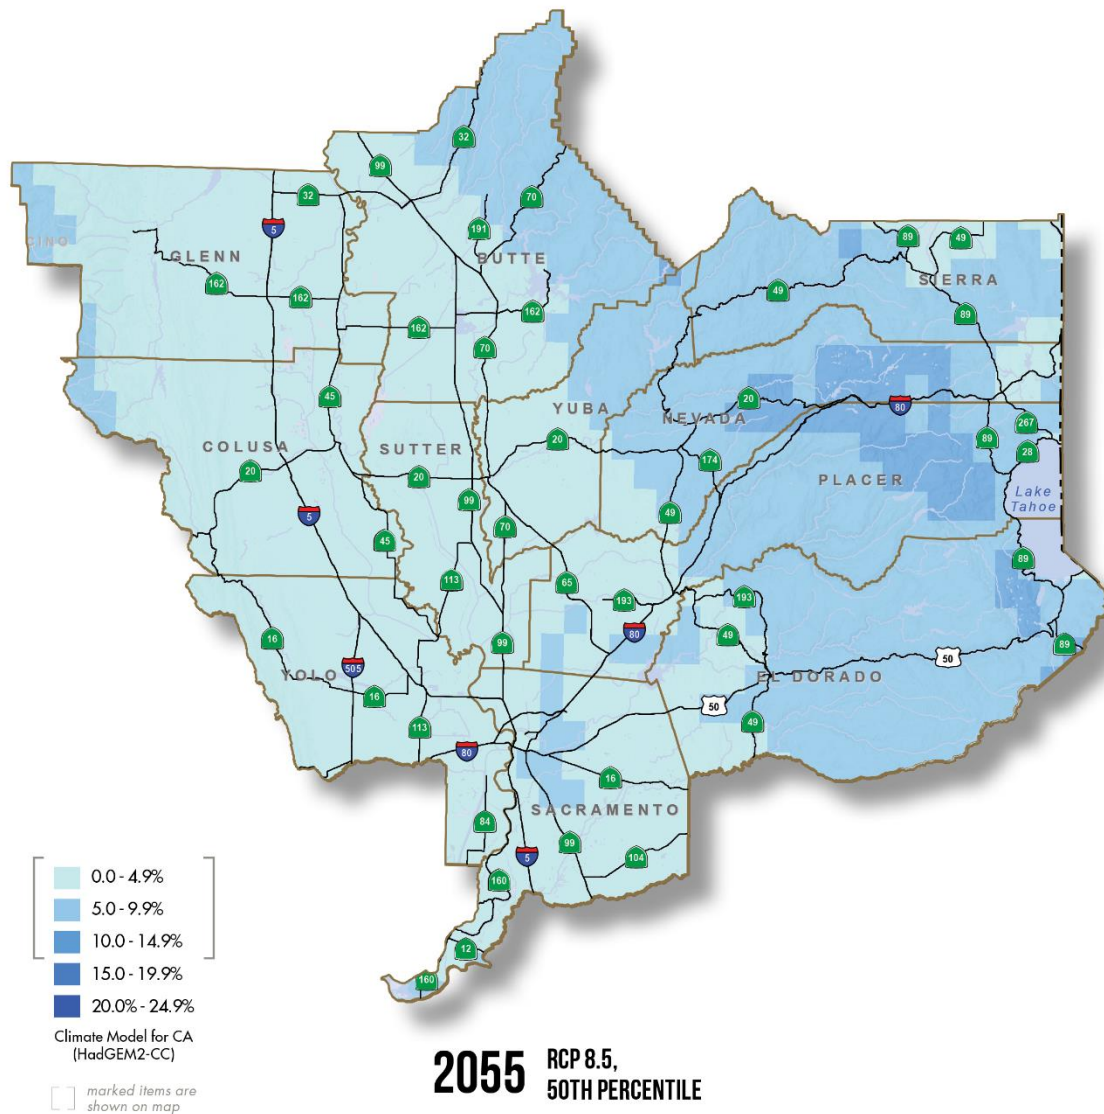 32
99
32
70
5
191
CINO
GLENN
BUTTE
89
49
SIERRA
162
162
49
162
162
89
70
45
20
80
YUBA
NEVADA
267
COLUSA
SUTTER
20
89
28
20
174
20
99
PLACER
Lake
Tahoe
5
49
70
45
89
113
65
193
193
16
99
80
49
89
505
YOLO
50
EL DORADO
16
50
113
49
80
16
SACRAMENTO
84
99
5
104
160
12
160
0.0 - 4.9%
5.0 - 9.9%
10.0 - 14.9%
15.0 - 19.9%
20.0% - 24.9%
Climate Model for CA
(HadGEM2-CC)
marked items are
shown on map
2055
RCP 8.5,
50TH PERCENTILE